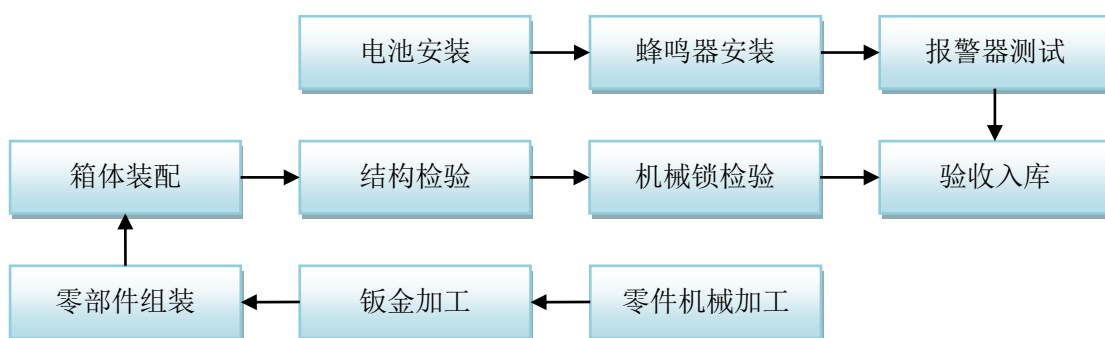 电池安装
蜂鸣器安装
报警器测试
箱体装配
结构检验
机械锁检验
验收入库
零部件组装
钣金加工
零件机械加工